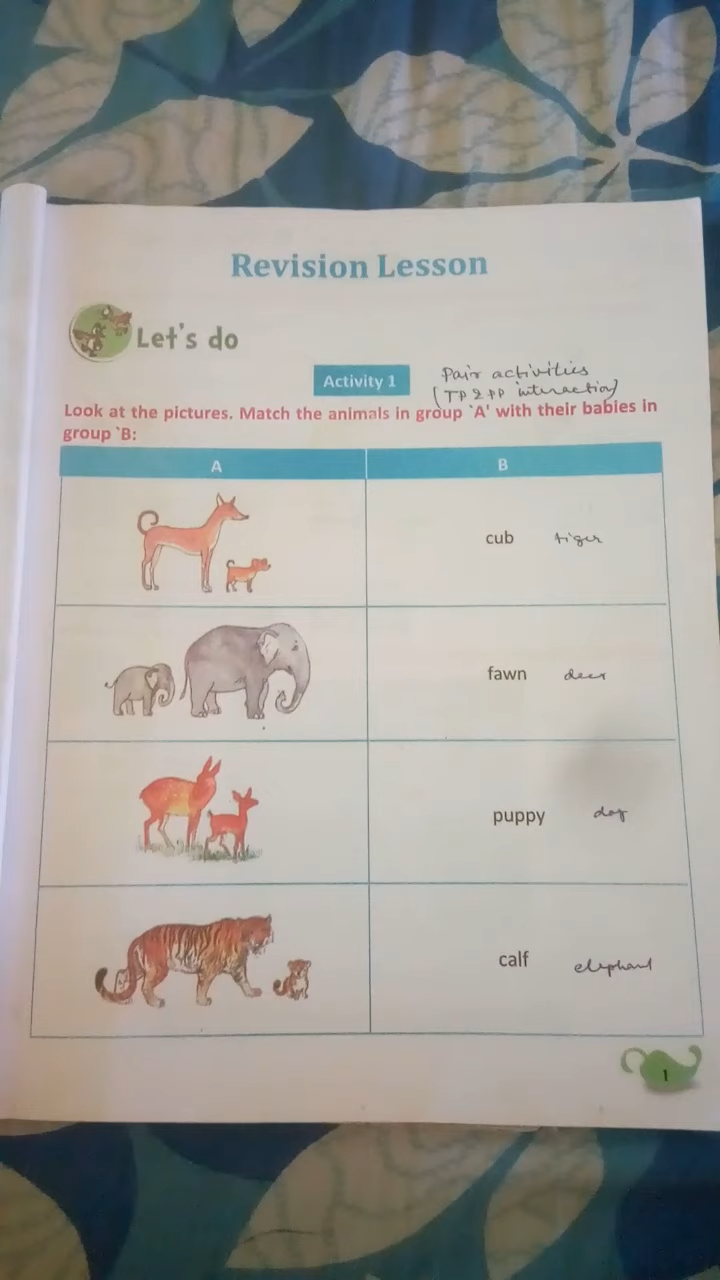 Revision Lesson
Let's do
Activity 1
Pair activities
(TP & PP interaction)
Look at the pictures. Match the animals in group `A' with their babies in
group `B:
A B
cub tiger
fawn deer
puppy dog
calf elephant
1